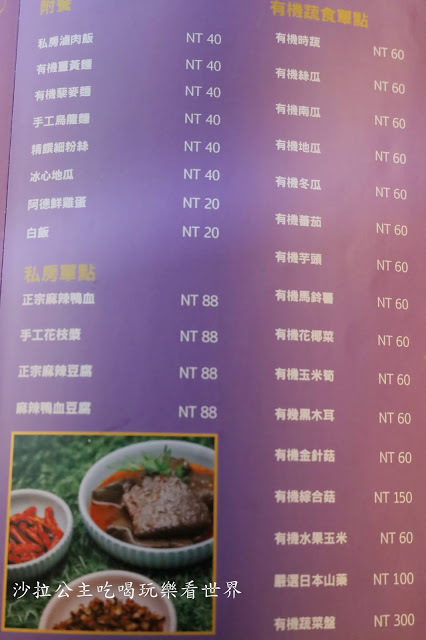 附餐
私房滷肉飯 NT 40
有機薑黃麵 NT 40
有機藜麥麵 NT 40
手工烏龍麵 NT 40
精饌細粉絲 NT 40
冰心地瓜 NT 40
阿德鮮雞蛋 NT 20
白飯 NT 20
私房單點
正宗麻辣鴨血 NT 88
手工花枝漿 NT 88
正宗麻辣豆腐 NT 88
麻辣鴨血豆腐 NT 88
有機蔬食單點
有機時蔬 NT 60
有機絲瓜 NT 60
有機南瓜 NT 60
有機地瓜 NT 60
有機冬瓜 NT 60
有機蕃茄 NT 60
有機芋頭 NT 60
有機馬鈴薯 NT 60
有機花椰菜 NT 60
有機玉米筍 NT 60
有幾黑木耳 NT 60
有機金針菇 NT 60
有機綜合菇 NT 150
有機水果玉米 NT 60
嚴選日本山藥 NT 100
有機蔬菜盤 NT 300
沙拉公主吃喝玩樂看世界